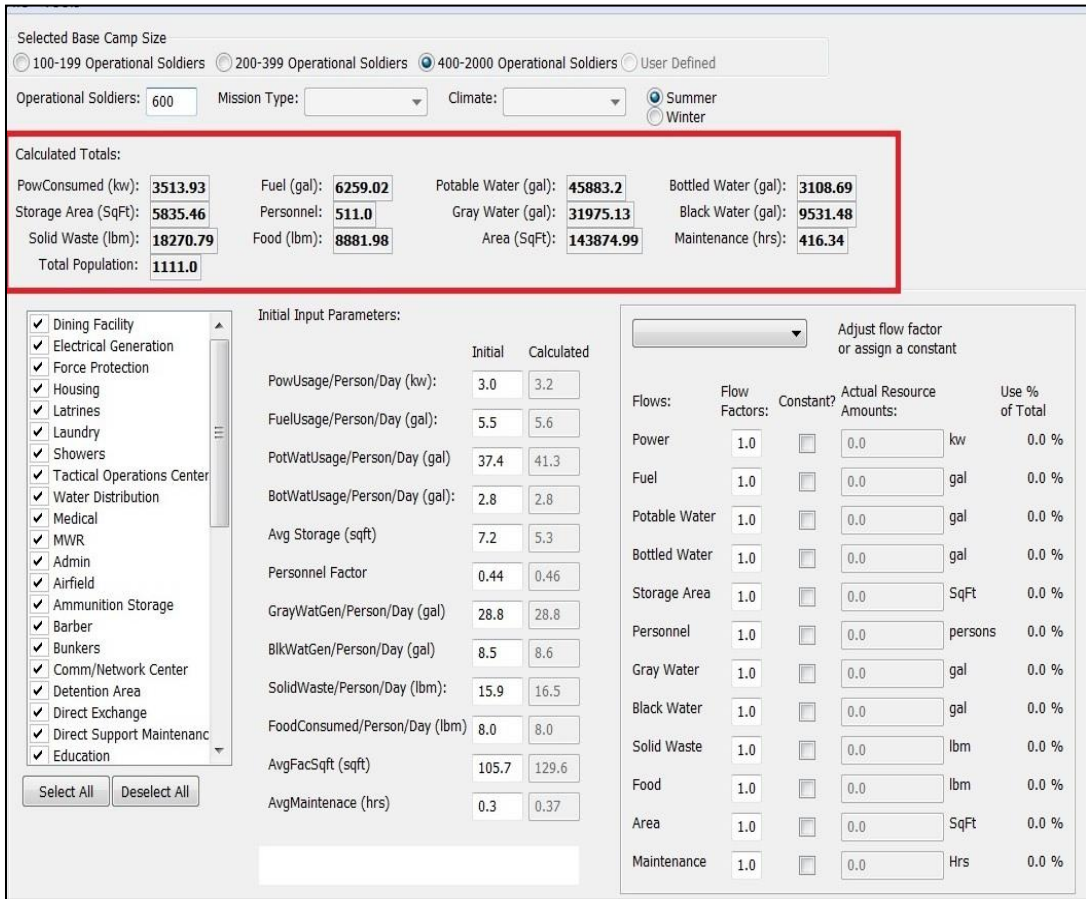 Selected Base Camp Size
100-199 Operational Soldiers 200-399 Operational Soldiers 400-2000 Operational Soldiers User Defined
Operational Soldiers: 600 Mission Type: Climate: Summer
Winter
Calculated Totals:
PowConsumed (kw): 3513.93 Fuel (gal): 6259.02 Potable Water (gal): 45883.2 Bottled Water (gal): 3108.69
Storage Area (SqFt): 5835.46 Personnel: 511.0 Gray Water (gal): 31975.13 Black Water (gal): 9531.48
Solid Waste (lbm): 18270.79 Food (lbm): 8881.98 Area (SqFt): 143874.99 Maintenance (hrs): 416.34
Total Population: 1111.0
Dining Facility
Electrical Generation
Force Protection
Housing
Latrines
Laundry
Showers
Tactical Operations Center
Water Distribution
Medical
MWR
Admin
Airfield
Ammunition Storage
Barber
Bunkers
Comm/Network Center
Detention Area
Direct Exchange
Direct Support Maintenanc
Education
Select All Deselect All
Initial Input Parameters:
Initial Calculated
PowUsage/Person/Day (kw): 3.0 3.2
FuelUsage/Person/Day (gal): 5.5 5.6
PotWatUsage/Person/Day (gal) 37.4 41.3
BotWatUsage/Person/Day (gal): 2.8 2.8
Avg Storage (sqft) 7.2 5.3
Personnel Factor 0.44 0.46
GrayWatGen/Person/Day (gal) 28.8 28.8
BlkWatGen/Person/Day (gal) 8.5 8.6
SolidWaste/Person/Day (lbm): 15.9 16.5
FoodConsumed/Person/Day (lbm) 8.0 8.0
AvgFacSqft (sqft) 105.7 129.6
AvgMaintenace (hrs) 0.3 0.37
Adjust flow factor
or assign a constant
Flows: Flow Factors: Constant? Actual Resource Amounts: Use % of Total
Power 1.0 0.0 kw 0.0 %
Fuel 1.0 0.0 gal 0.0 %
Potable Water 1.0 0.0 gal 0.0 %
Bottled Water 1.0 0.0 gal 0.0 %
Storage Area 1.0 0.0 SqFt 0.0 %
Personnel 1.0 0.0 persons 0.0 %
Gray Water 1.0 0.0 gal 0.0 %
Black Water 1.0 0.0 gal 0.0 %
Solid Waste 1.0 0.0 lbm 0.0 %
Food 1.0 0.0 lbm 0.0 %
Area 1.0 0.0 SqFt 0.0 %
Maintenance 1.0 0.0 Hrs 0.0 %